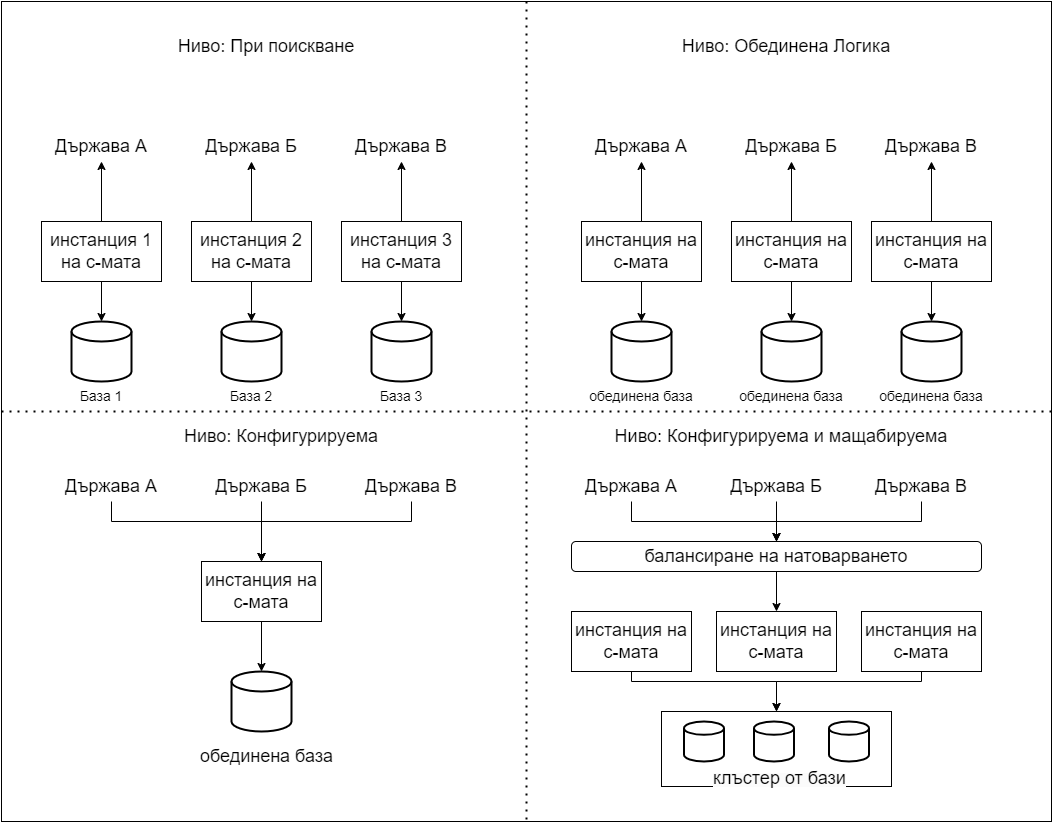 Ниво: При поискване
Държава А
Държава Б
Държава В
инстанция 1
на с-мата
инстанция 2
на с-мата
инстанция 3
на с-мата
База 1
База 2
База 3
Ниво: Обединена Логика
Държава А
Държава Б
Държава В
инстанция на
с-мата
инстанция на
с-мата
инстанция на
с-мата
обединена база
обединена база
обединена база
Ниво: Конфигурируема
Държава А
Държава Б
Държава В
инстанция на
с-мата
обединена база
Ниво: Конфигурируема и мащабируема
Държава А
Държава Б
Държава В
балансиране на натоварването
инстанция на
с-мата
инстанция на
с-мата
инстанция на
с-мата
клъстер от бази